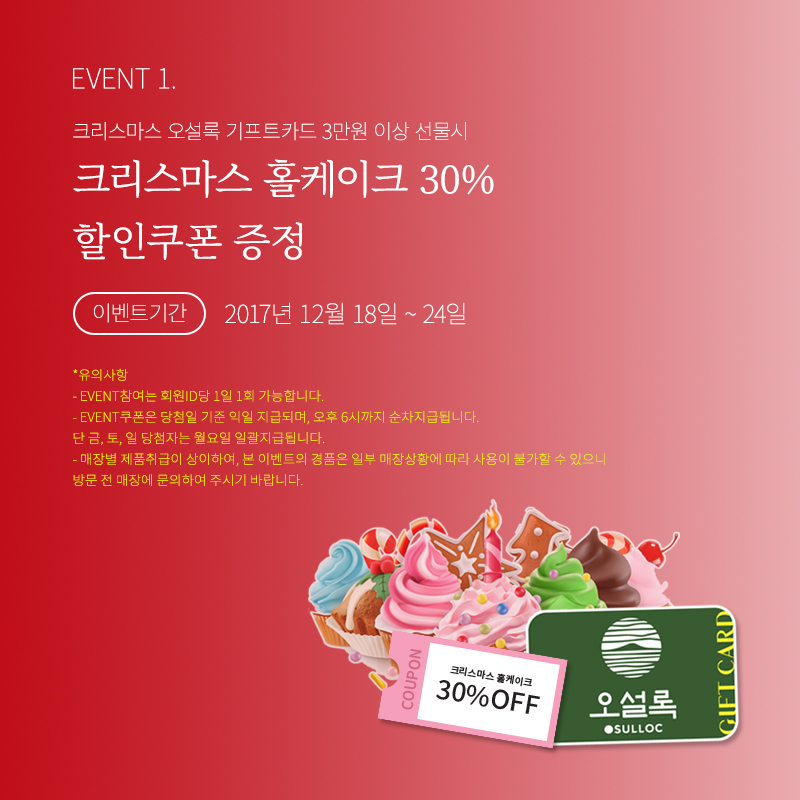 EVENT 1.
크리스마스 오설록 기프트카드 3만원 이상 선물시
크리스마스 홀케이크 30%
할인쿠폰 증정
이벤트기간 2017년 12월 18일 ~ 24일
*유의사항
- EVENT참여는 회원ID당 1일 1회 가능합니다.
- EVENT쿠폰은 당첨일 기준 익일 지급되며, 오후 6시까지 순차지급됩니다.
단 금, 토, 일 당첨자는 월요일 일괄지급됩니다.
- 매장별 제품취급이 상이하여, 본 이벤트의 경품은 일부 매장상황에 따라 사용이 불가할 수 있으니
방문 전 매장에 문의하여 주시기 바랍니다.
COUPON
크리스마스 홀케이크
30%OFF
오설록
OSULLOC
GIFT CARD